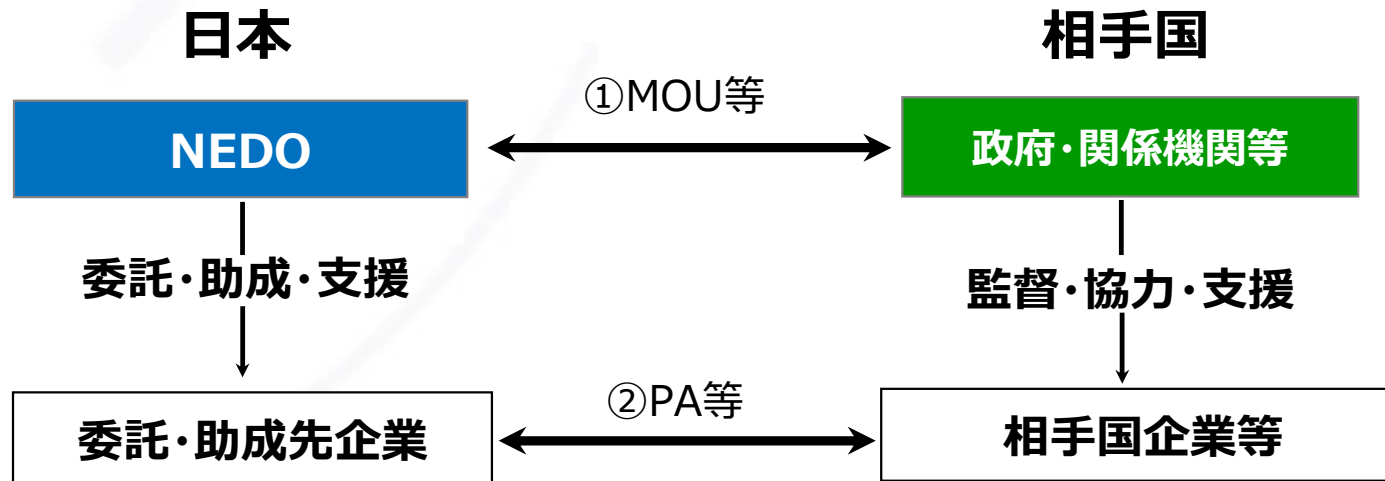 日本
相手国
①MOU等
NEDO
政府・関係機関等
委託・助成・支援
監督・協力・支援
②PA等
委託・助成先企業
相手国企業等